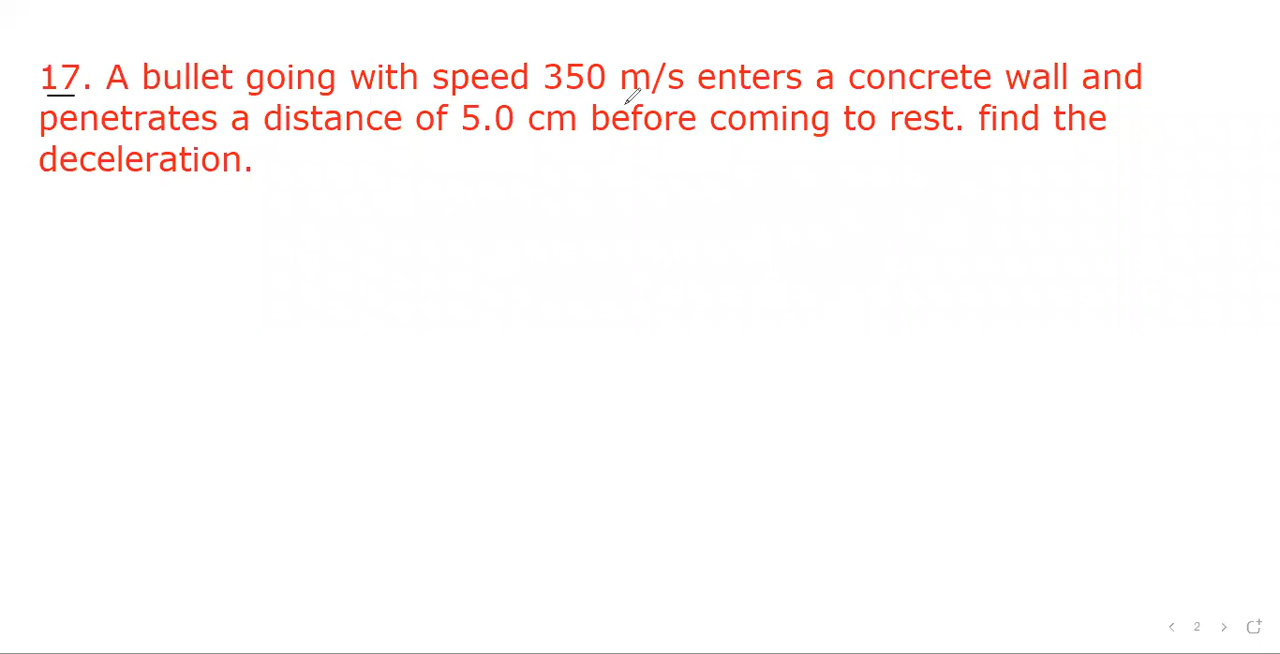 17. A bullet going with speed 350 m/s enters a concrete wall and
penetrates a distance of 5.0 cm before coming to rest. find the
deceleration.
2